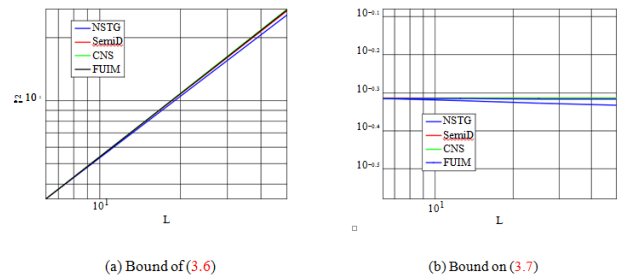 NSTG
SemiD
CNS
FUIM
10¹
L
(a) Bound of (3.6)
10⁻⁰·¹
10⁻⁰·²
10⁻⁰·³
10⁻⁰·⁴
10⁻⁰·⁵
NSTG
SemiD
CNS
FUIM
10¹
L
(b) Bound on (3.7)